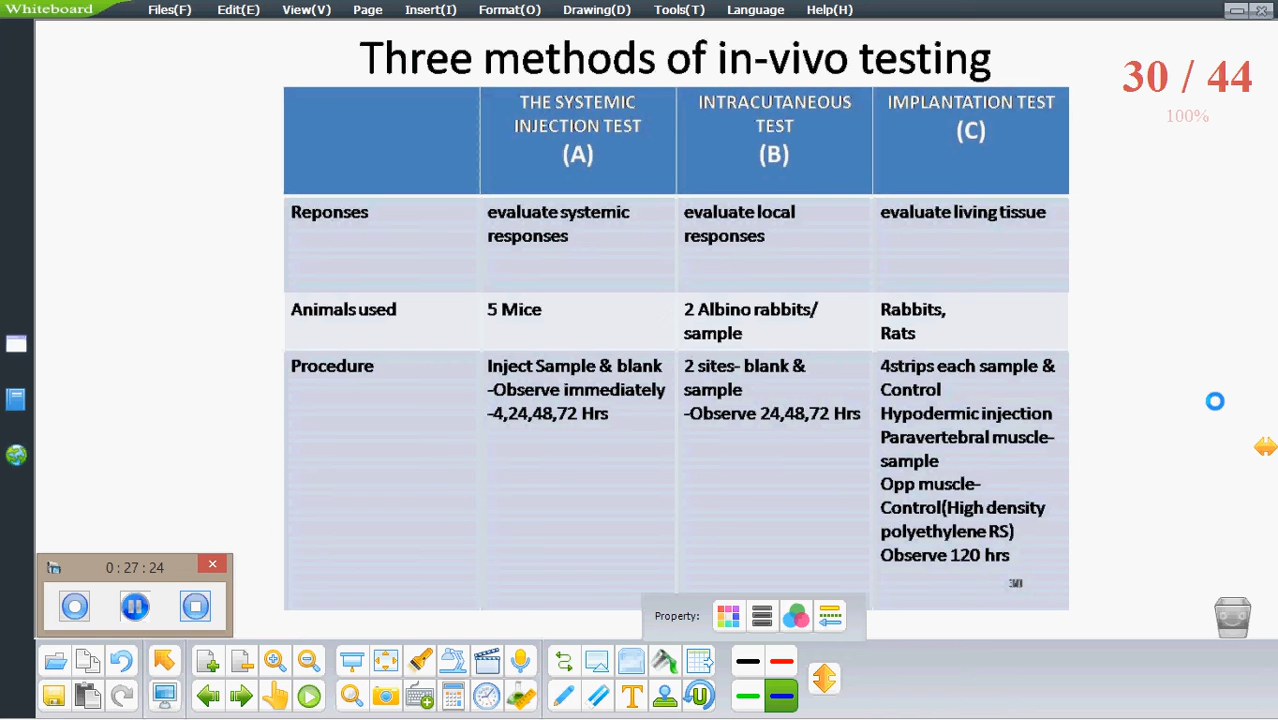 Whiteboard Files(F) Edit(E) View(V) Page Insert(I) Format(O) Drawing(D) Tools(T) Language Help(H)
Three methods of in-vivo testing
30 / 44
100%
THE SYSTEMIC
INJECTION TEST
(A)
INTRACUTANEOUS
TEST
(B)
IMPLANTATION TEST
(C)
Reponses
evaluate systemic
responses
evaluate local
responses
evaluate living tissue
Animals used
5 Mice
2 Albino rabbits/
sample
Rabbits,
Rats
Procedure
Inject Sample & blank
-Observe immediately
-4,24,48,72 Hrs
2 sites- blank &
sample
-Observe 24,48,72 Hrs
4strips each sample &
Control
Hypodermic injection
Paravertebral muscle-
sample
Opp muscle-
Control(High density
polyethylene RS)
Observe 120 hrs
30
0:27:24
Property: